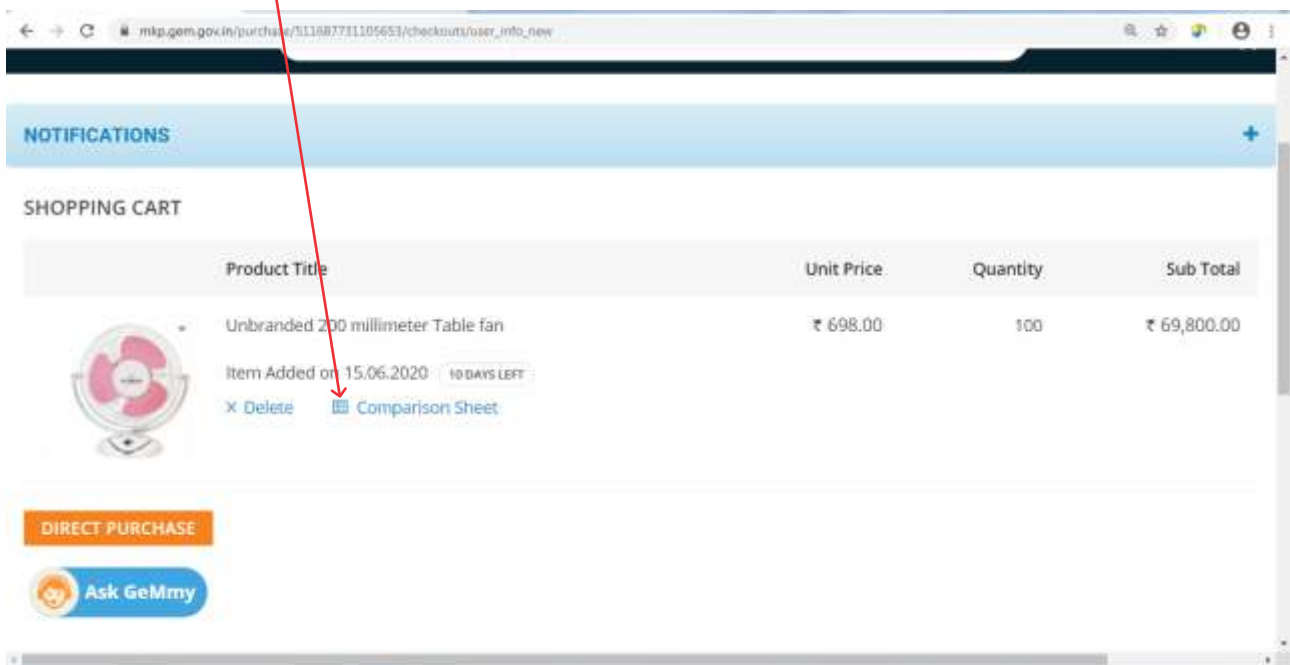 mkp.gem.gov.in/purchase/511687731105653/checkouts/user_info_new
NOTIFICATIONS +
SHOPPING CART
Product Title Unit Price Quantity Sub Total
Unbranded 200 millimeter Table fan ₹ 698.00 100 ₹ 69,800.00
Item Added on 15.06.2020 10 DAYS LEFT
× Delete Comparison Sheet
DIRECT PURCHASE
Ask GeMmy